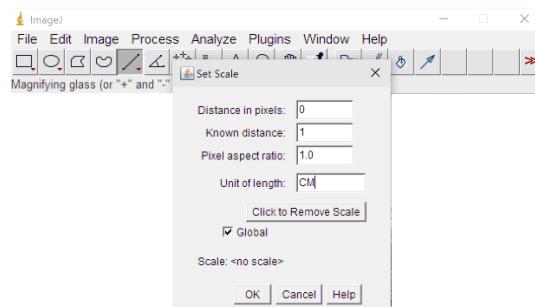 ImageJ
File Edit Image Process Analyze Plugins Window Help
Magnifying glass (or "+" and "-"
Set Scale
Distance in pixels: 0
Known distance: 1
Pixel aspect ratio: 1.0
Unit of length: CM
Click to Remove Scale
Global
Scale: <no scale>
OK Cancel Help